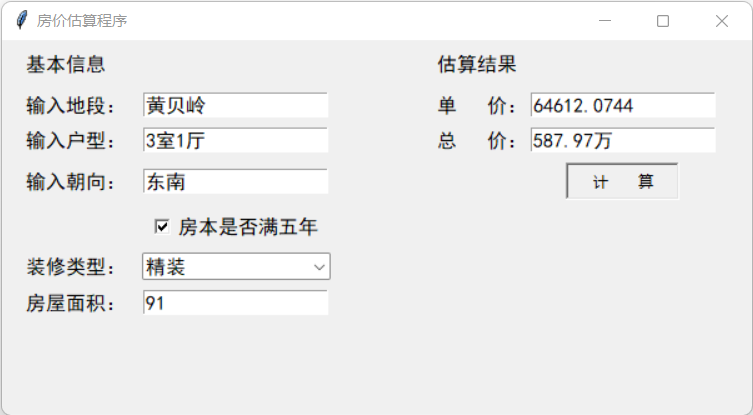 房价估算程序
基本信息
输入地段： 黄贝岭
输入户型： 3室1厅
输入朝向： 东南
房本是否满五年
装修类型： 精装
房屋面积： 91
估算结果
单 价： 64612.0744
总 价： 587.97万
计 算